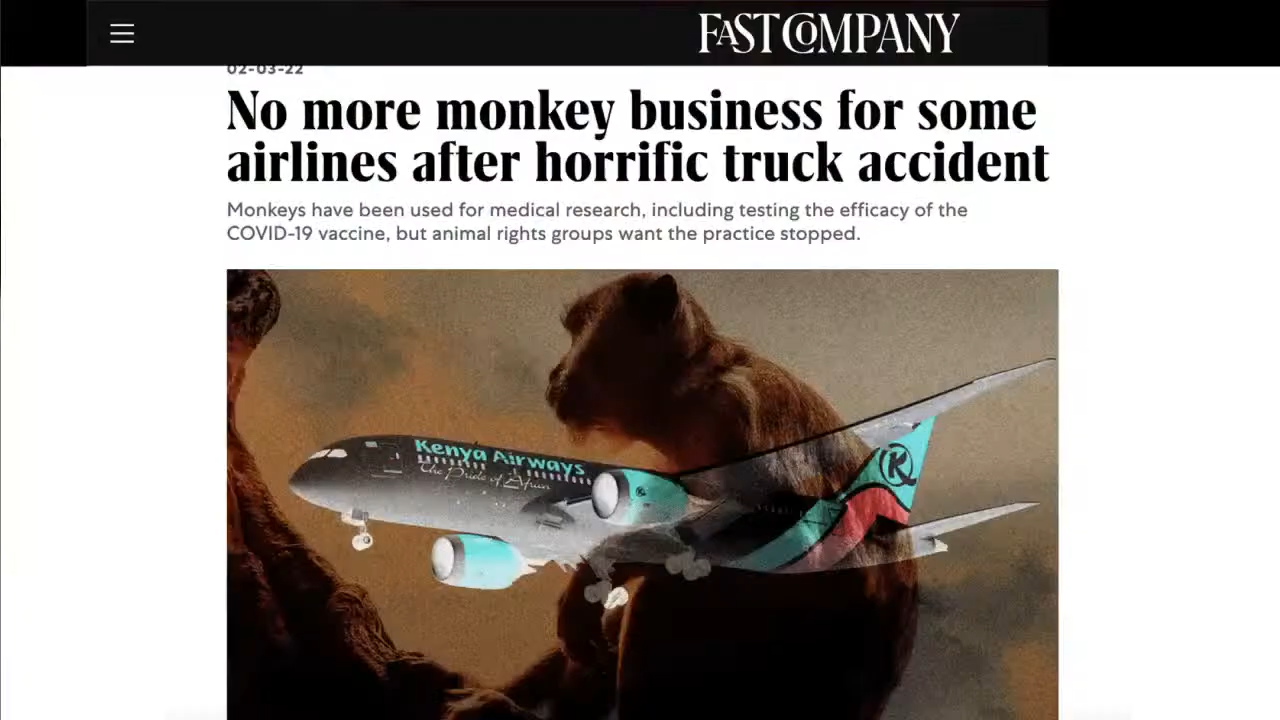 FAST COMPANY
02-03-22
No more monkey business for some
airlines after horrific truck accident
Monkeys have been used for medical research, including testing the efficacy of the
COVID-19 vaccine, but animal rights groups want the practice stopped.
Kenya Airways
The Pride of Africa
K